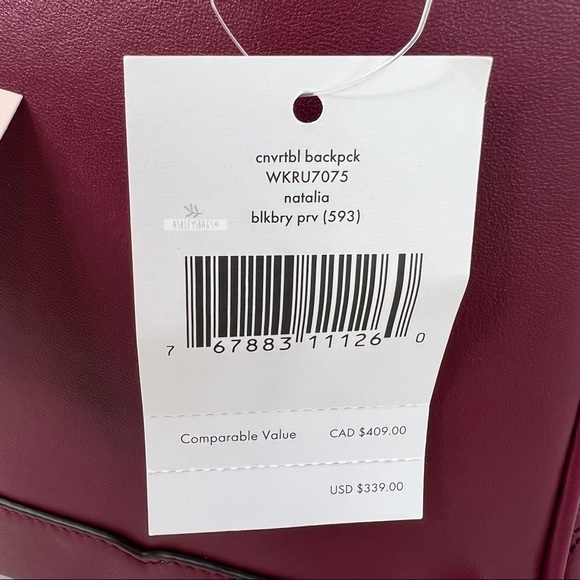 cnvrtbl backpck
WKRU7075
natalia
blkbry prv (593)
ASHLEYSBAGS©
7 67883 11126 0
Comparable Value CAD $409.00
USD $339.00